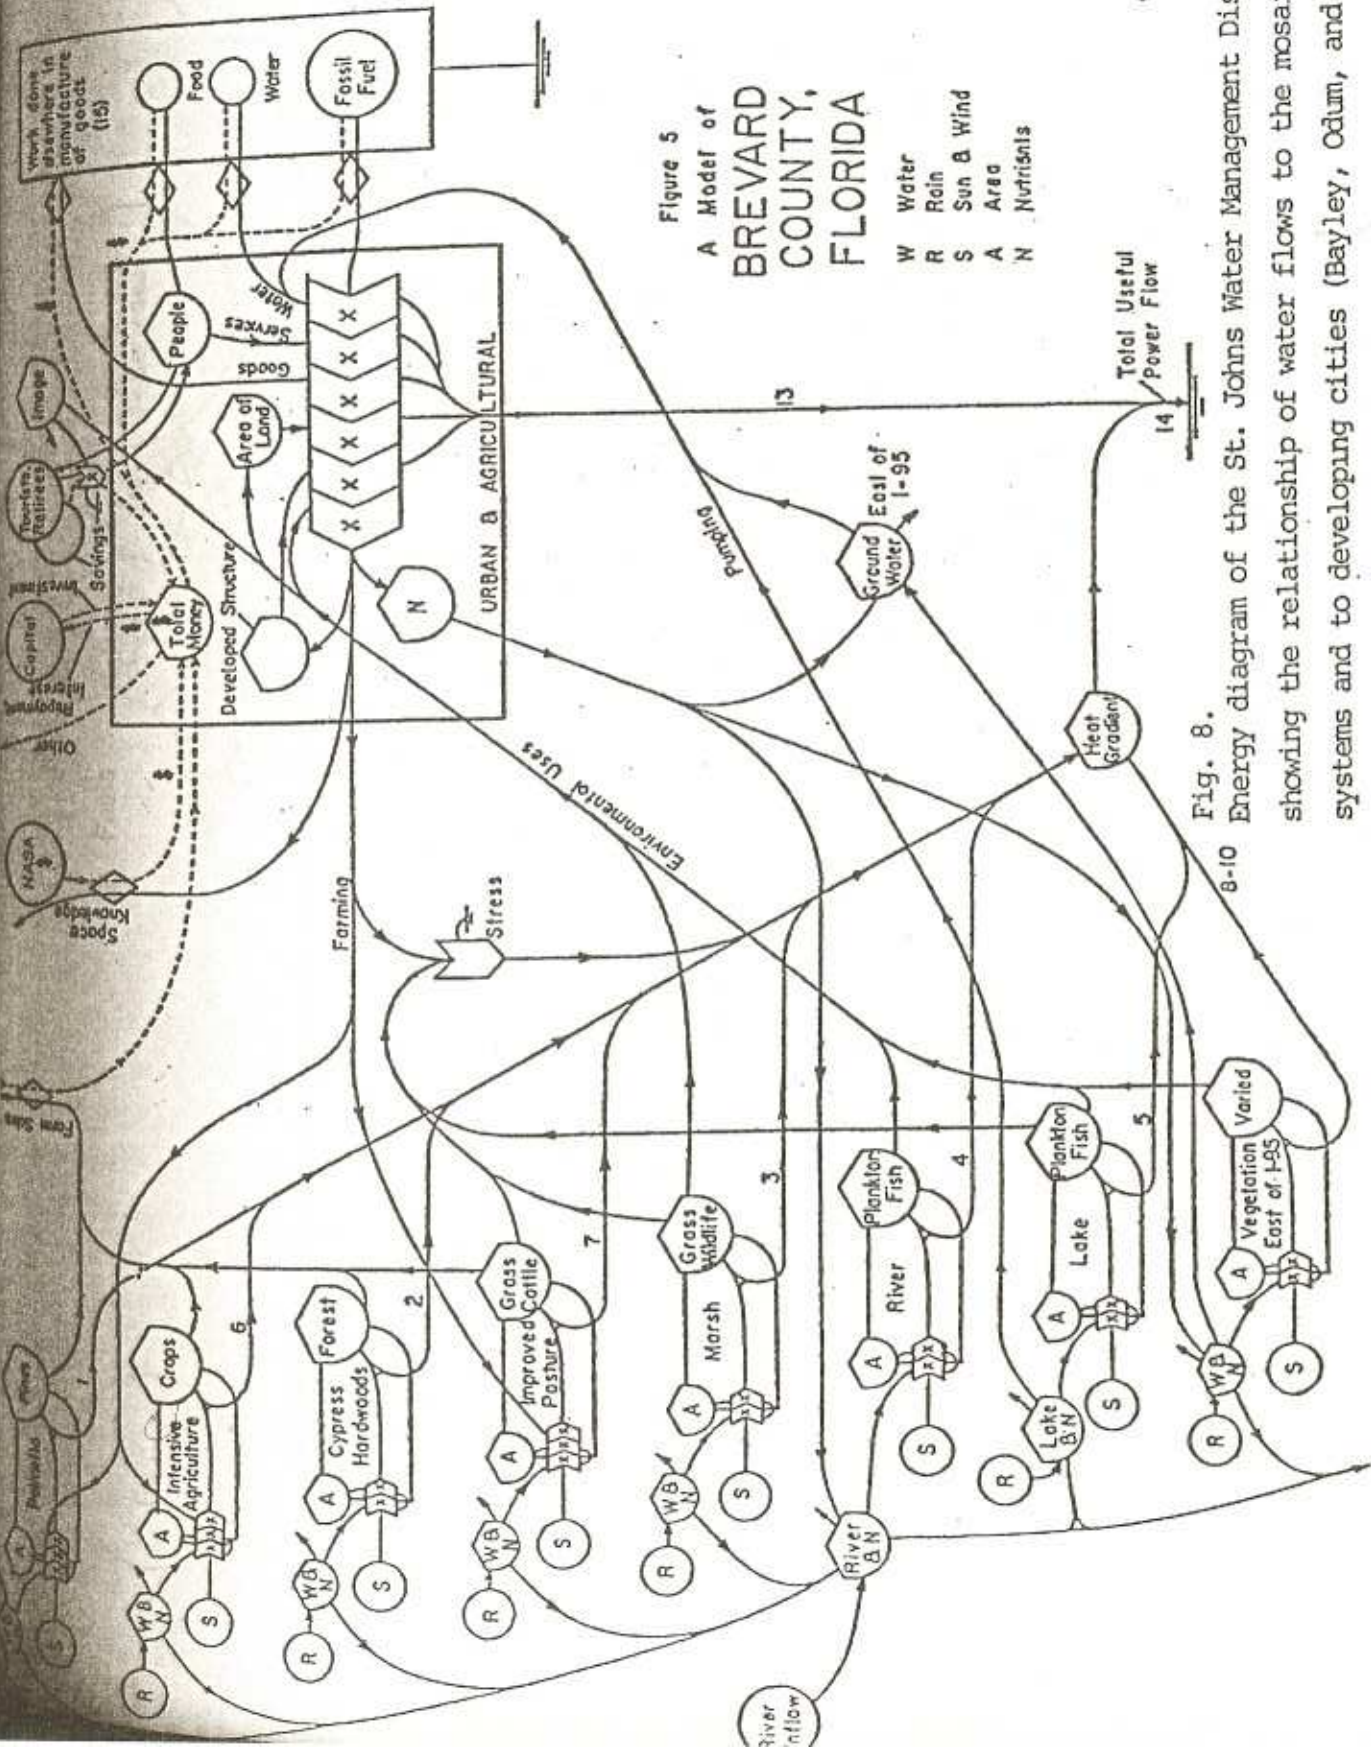 Work done
elsewhere in
manufacture
of goods
(15)
Food
Water
Fossil
Fuel
Image
Tourists,
Retirees
Savings
Investment
Capital
Interest
Repayment
Other
Total
Money
People
Services
Water
Goods
Area of
Land
Developed Structure
X
X
X
X
X
X
N
URBAN & AGRICULTURAL
NASA
Space
Knowledge
Farm Sales
Farming
Stress
Environmental Uses
Pumping
13
Ground
Water
East of
I-95
Heat
Gradient
14
Total Useful
Power Flow
Figure 5
A Model of
BREVARD
COUNTY,
FLORIDA
W Water
R Rain
S Sun & Wind
A Area
N Nutrients
A
S
1
R
W&
N
A
S
Intensive
Agriculture
Crops
6
R
W&
N
A
S
Cypress
Hardwoods
Forest
2
R
W&
N
A
S
Improved
Pasture
Grass
Cattle
7
R
W&
N
A
S
Marsh
Grass
Wildlife
3
River
Inflow
River
& N
A
S
River
Plankton
Fish
4
R
Lake
& N
A
S
Lake
Plankton
Fish
5
R
W&
N
A
S
Vegetation
East of I-95
Varied
8-10
Fig. 8.
Energy diagram of the St. Johns Water Management Dis
showing the relationship of water flows to the mosai
systems and to developing cities (Bayley, Odum, and